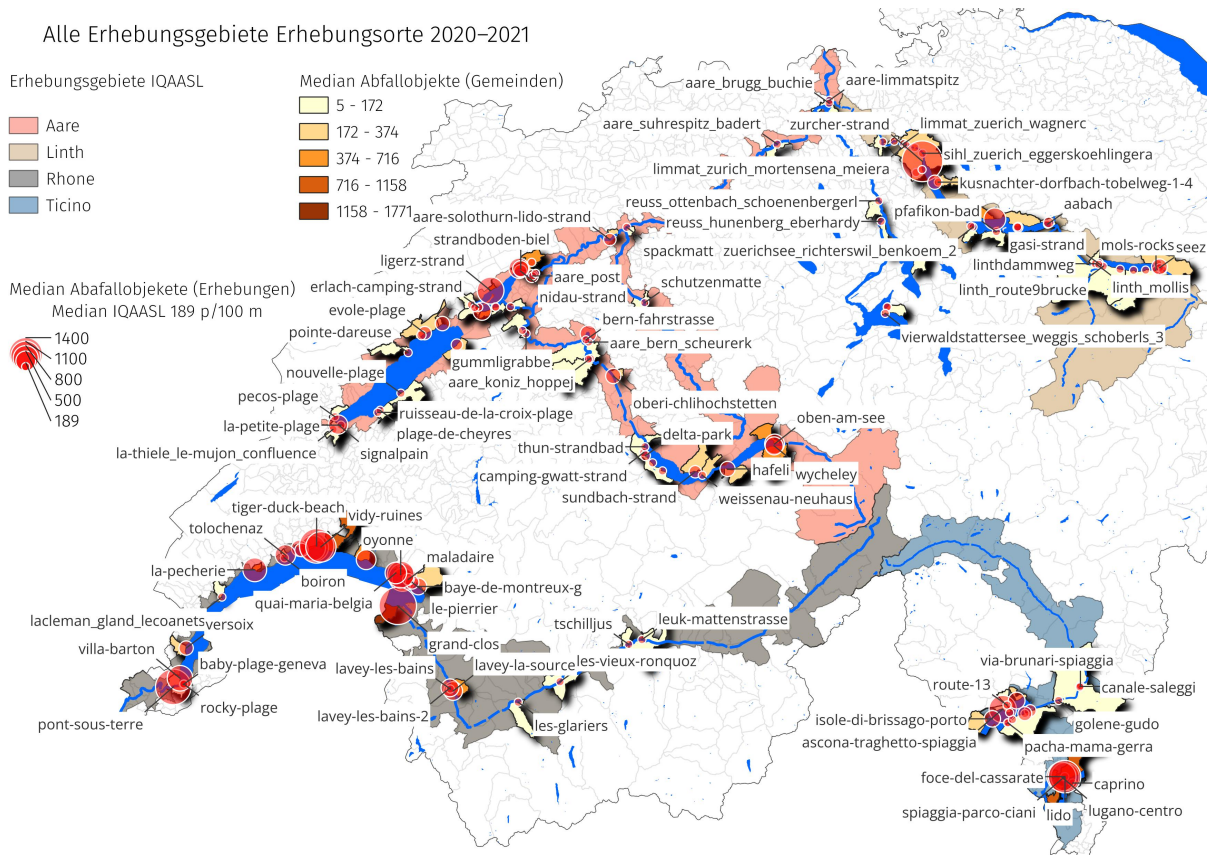 Alle Erhebungsgebiete Erhebungsorte 2020–2021
Erhebungsgebiete IQAASL
Aare
Linth
Rhone
Ticino
Median Abfallobjekte (Gemeinden)
5 - 172
172 - 374
374 - 716
716 - 1158
1158 - 1771
Median Abafallobjekete (Erhebungen)
Median IQAASL 189 p/100 m
1400
1100
800
500
189
aare_brugg_buchie
aare-limmatspitz
aare_suhrespitz_badert
zurcher-strand
limmat_zuerich_wagnerc
sihl_zuerich_eggerskoehlingera
limmat_zurich_mortensena_meiera
kusnachter-dorfbach-tobelweg-1-4
reuss_ottenbach_schoenenbergerl
pfafikon-bad
aabach
aare-solothurn-lido-strand
reuss_hunenberg_eberhardy
strandboden-biel
spackmatt
zuerichsee_richterswil_benkoem_2
gasi-strand
mols-rocks
seez
ligerz-strand
linthdammweg
aare_post
erlach-camping-strand
schutzenmatte
linth_route9brucke
linth_mollis
nidau-strand
evole-plage
bern-fahrstrasse
pointe-dareuse
aare_bern_scheurerk
vierwaldstattersee_weggis_schoberls_3
gummligrabbe
nouvelle-plage
aare_koniz_hoppej
pecos-plage
oberi-chlihochstetten
ruisseau-de-la-croix-plage
oben-am-see
la-petite-plage
plage-de-cheyres
delta-park
thun-strandbad
la-thiele_le-mujon_confluence
signalpain
camping-gwatt-strand
hafeli
wycheley
sundbach-strand
weissenau-neuhaus
tiger-duck-beach
vidy-ruines
tolochenaz
oyonne
maladaire
la-pecherie
boiron
baye-de-montreux-g
quai-maria-belgia
le-pierrier
lacleman_gland_lecoanets
versoix
tschilljus
leuk-mattenstrasse
grand-clos
villa-barton
baby-plage-geneva
lavey-les-bains
lavey-la-source
les-vieux-ronquoz
via-brunari-spiaggia
route-13
canale-saleggi
rocky-plage
lavey-les-bains-2
isole-di-brissago-porto
pont-sous-terre
les-glariers
golene-gudo
ascona-traghetto-spiaggia
pacha-mama-gerra
foce-del-cassarate
caprino
spiaggia-parco-ciani
lido
lugano-centro